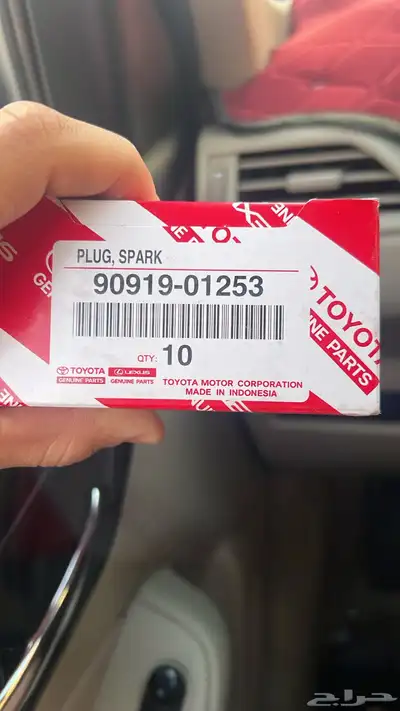 PLUG, SPARK
90919-01253
QTY: 10
TOYOTA LEXUS
GENUINE PARTS GENUINE PARTS
TOYOTA MOTOR CORPORATION
MADE IN INDONESIA
TOYOTA
INE PARTS
حراج